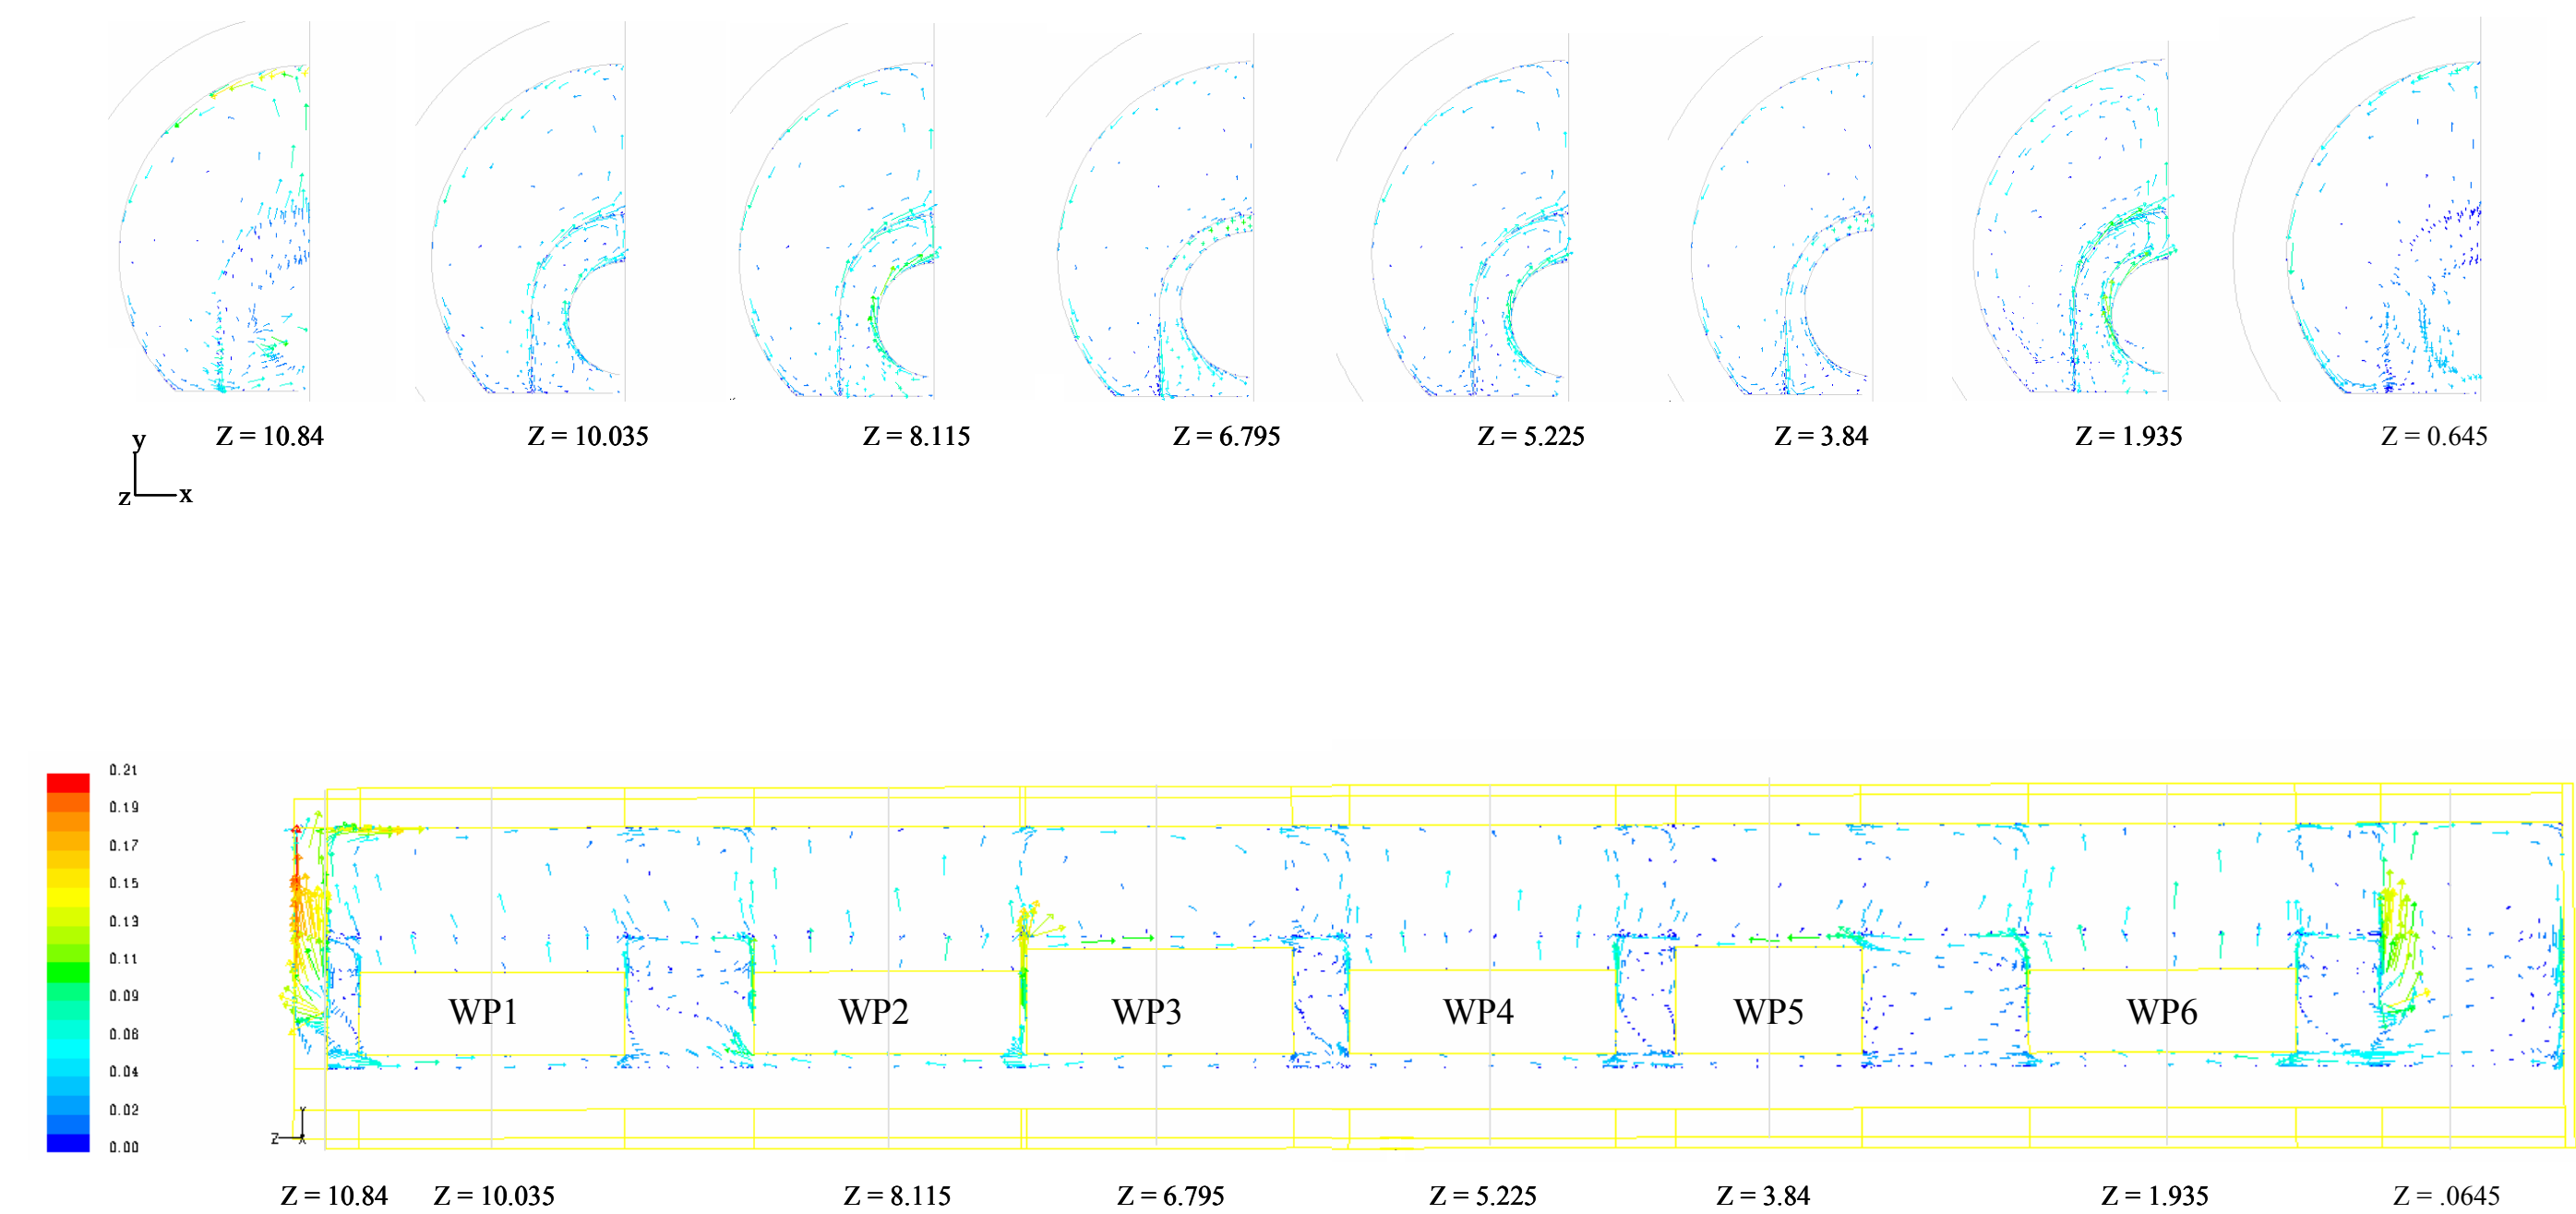 Z = 10.84 Z = 10.035 Z = 8.115 Z = 6.795 Z = 5.225 Z = 3.84 Z = 1.935 Z = 0.645
y
z x
0.21
0.19
0.17
0.15
0.13
0.11
0.09
0.08
0.06
0.04
0.02
0.00
WP1 WP2 WP3 WP4 WP5 WP6
Y
Z X
Z = 10.84 Z = 10.035 Z = 8.115 Z = 6.795 Z = 5.225 Z = 3.84 Z = 1.935 Z = .0645